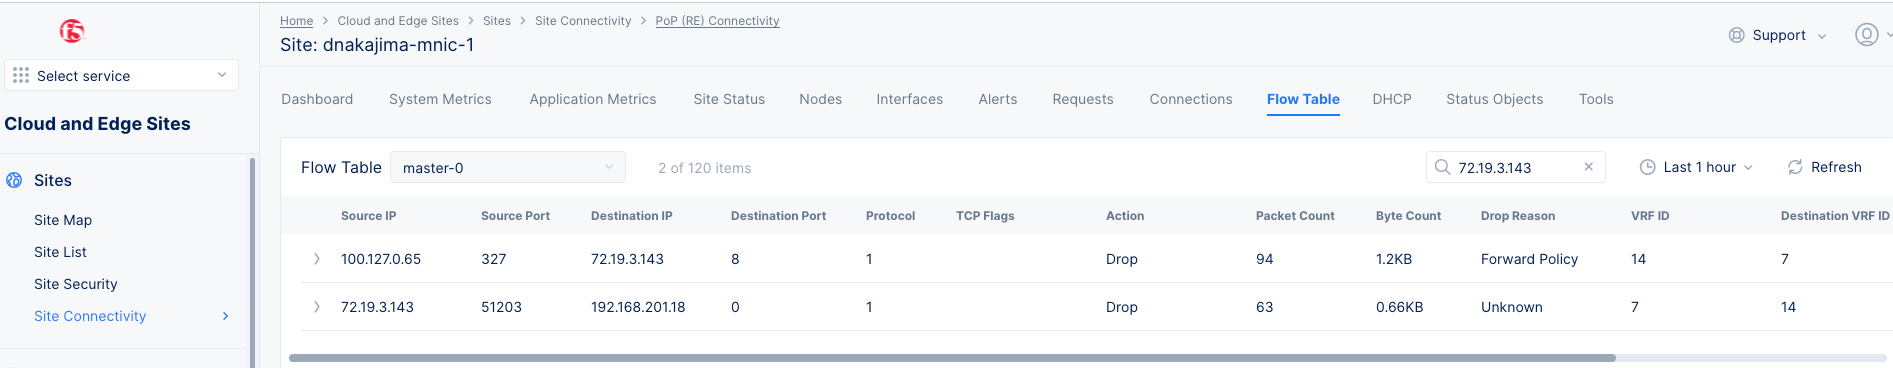 f5
Select service
Cloud and Edge Sites
Sites
Site Map
Site List
Site Security
Site Connectivity
Home > Cloud and Edge Sites > Sites > Site Connectivity > PoP (RE) Connectivity
Site: dnakajima-mnic-1
Support
Dashboard System Metrics Application Metrics Site Status Nodes Interfaces Alerts Requests Connections Flow Table DHCP Status Objects Tools
Flow Table master-0 2 of 120 items 72.19.3.143 Last 1 hour Refresh
Source IP Source Port Destination IP Destination Port Protocol TCP Flags Action Packet Count Byte Count Drop Reason VRF ID Destination VRF ID
100.127.0.65 327 72.19.3.143 8 1 Drop 94 1.2KB Forward Policy 14 7
72.19.3.143 51203 192.168.201.18 0 1 Drop 63 0.66KB Unknown 7 14